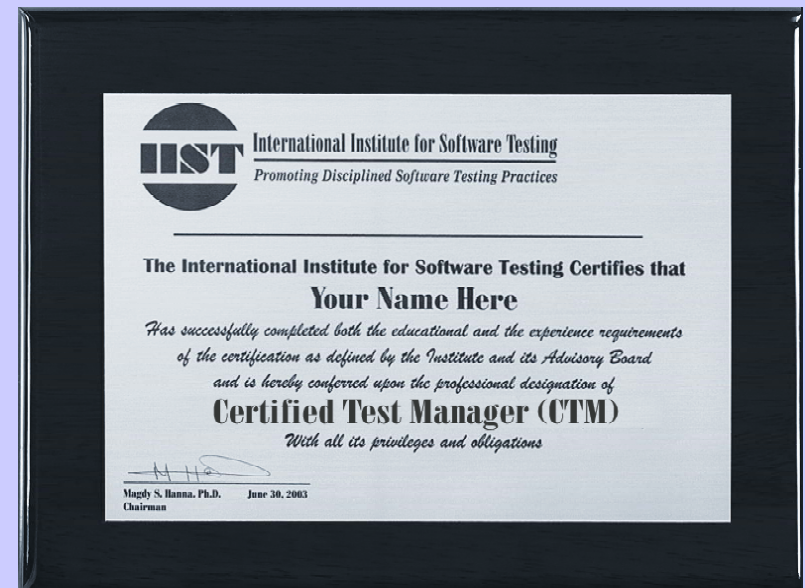 IIST
International Institute for Software Testing
Promoting Disciplined Software Testing Practices
The International Institute for Software Testing Certifies that
Your Name Here
Has successfully completed both the educational and the experience requirements
of the certification as defined by the Institute and its Advisory Board
and is hereby conferred upon the professional designation of
Certified Test Manager (CTM)
With all its privileges and obligations
Magdy S. Hanna. Ph.D. June 30, 2003
Chairman